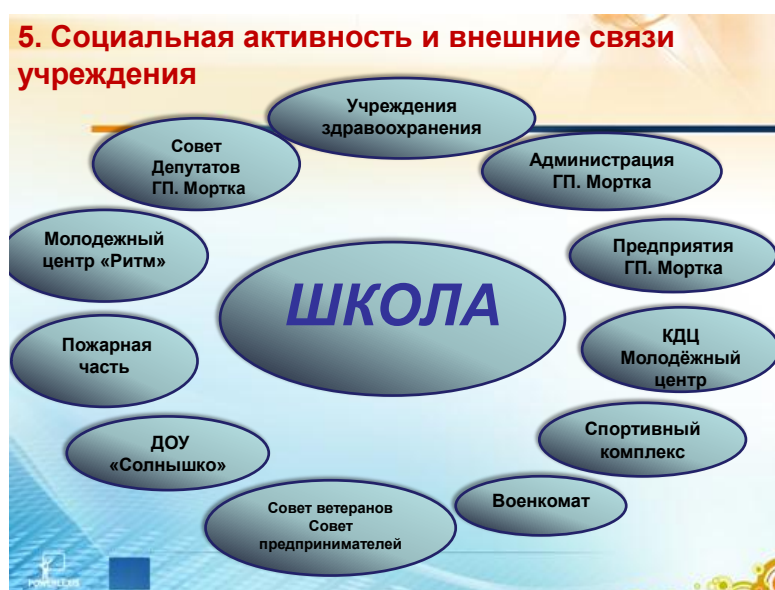 5. Социальная активность и внешние связи
учреждения
Учреждения
здравоохранения
Совет
Депутатов
ГП. Мортка
Администрация
ГП. Мортка
Молодежный
центр «Ритм»
Предприятия
ГП. Мортка
ШКОЛА
Пожарная
часть
КДЦ
Молодёжный
центр
ДОУ
«Солнышко»
Спортивный
комплекс
Совет ветеранов
Совет
предпринимателей
Военкомат
POWERLEXIS